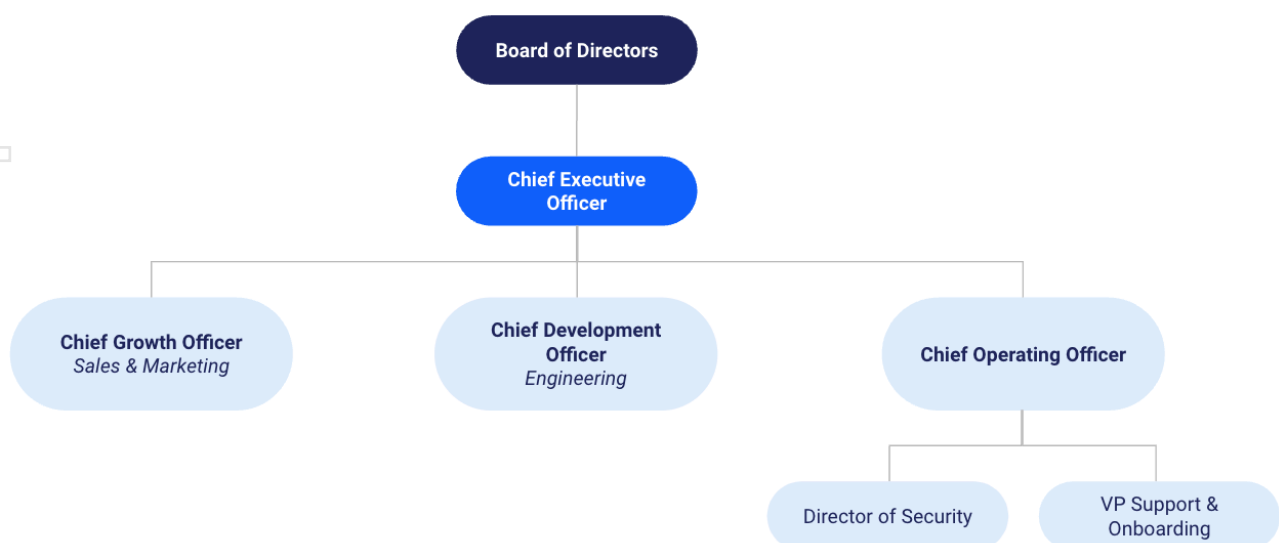 Board of Directors
Chief Executive
Officer
Chief Growth Officer
Sales & Marketing
Chief Development
Officer
Engineering
Chief Operating Officer
Director of Security
VP Support &
Onboarding